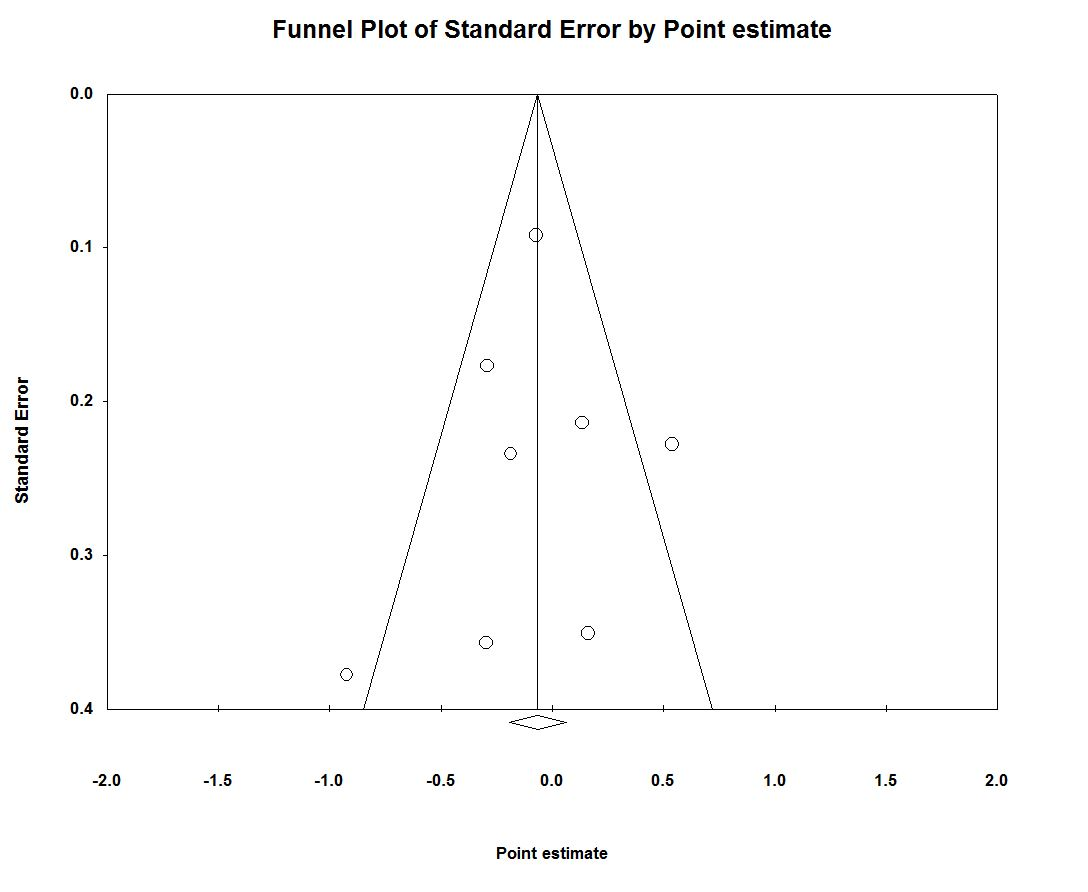 Funnel Plot of Standard Error by Point estimate
0.0
0.1
0.2
0.3
0.4
Standard Error
-2.0 -1.5 -1.0 -0.5 0.0 0.5 1.0 1.5 2.0
Point estimate